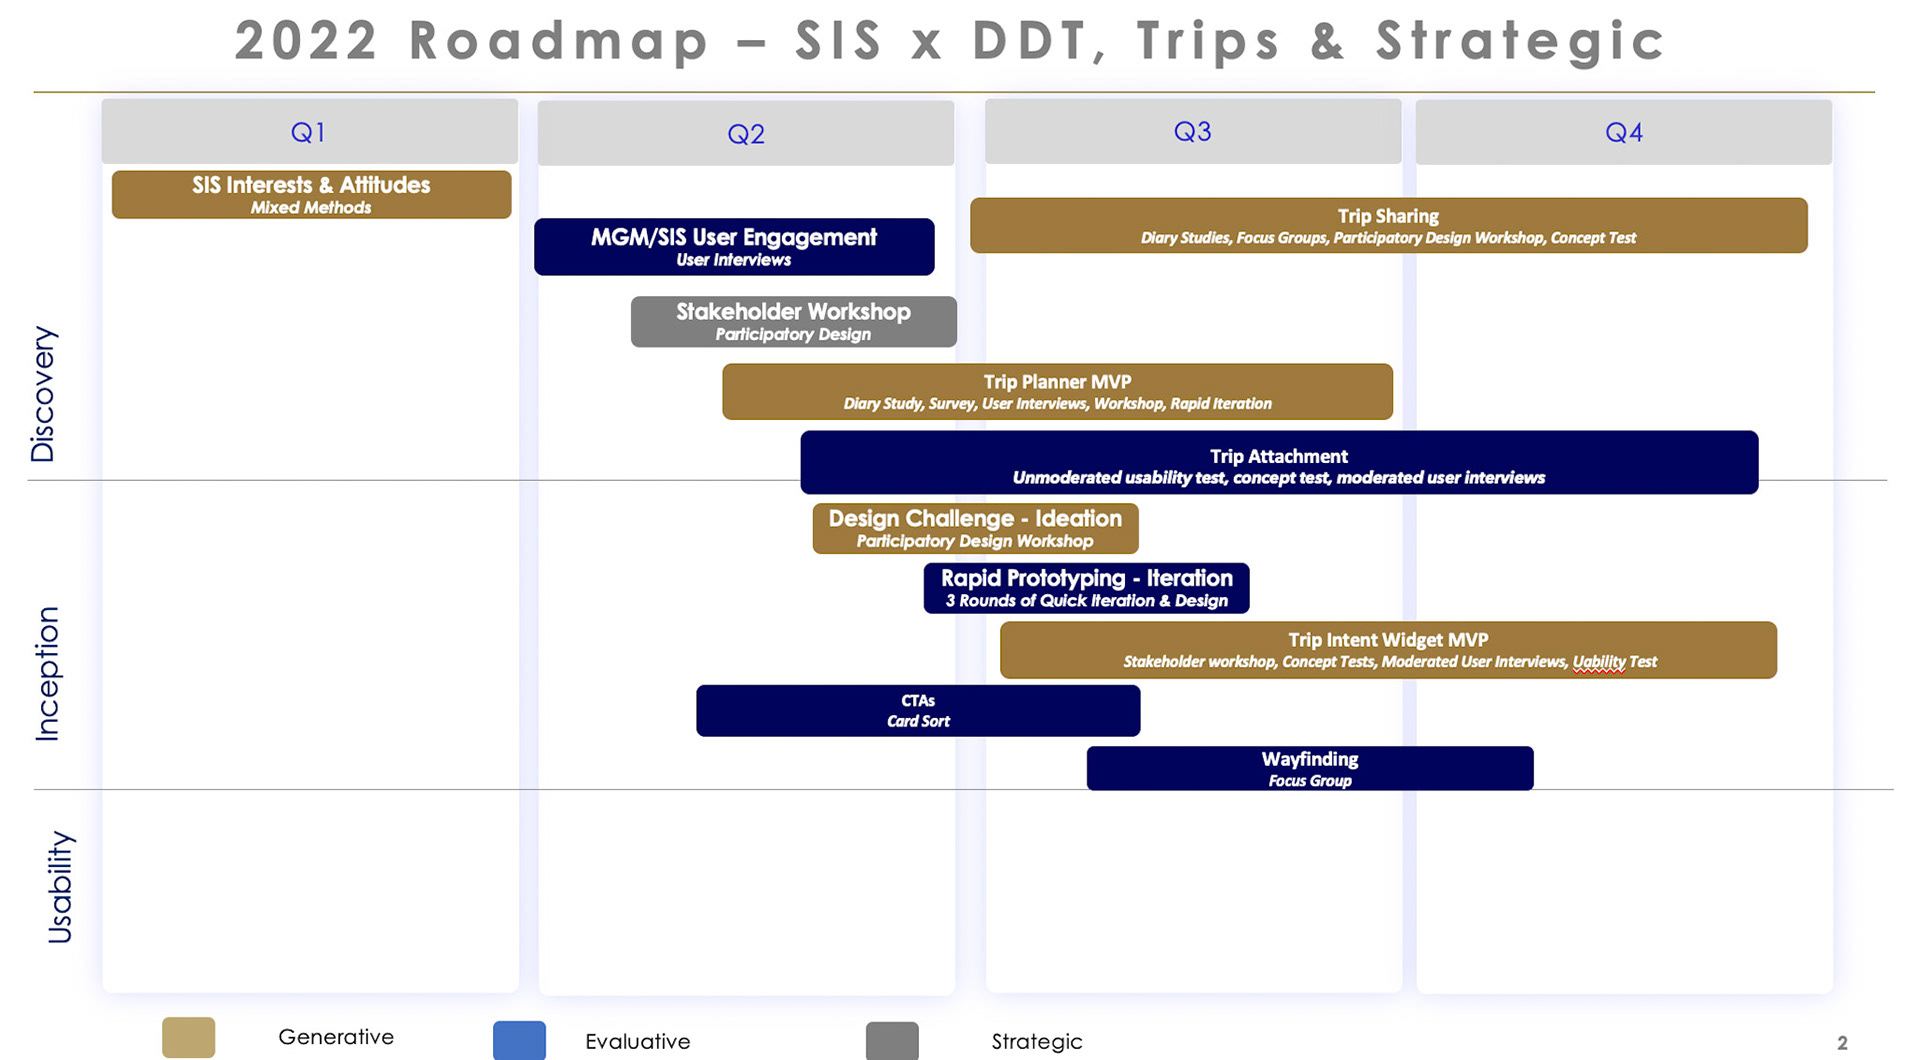 2022 Roadmap – SIS x DDT, Trips & Strategic
Q1
Q2
Q3
Q4
SIS Interests & Attitudes
Mixed Methods
MGM/SIS User Engagement
User Interviews
Trip Sharing
Diary Studies, Focus Groups, Participatory Design Workshop, Concept Test
Stakeholder Workshop
Participatory Design
Discovery
Trip Planner MVP
Diary Study, Survey, User Interviews, Workshop, Rapid Iteration
Trip Attachment
Unmoderated usability test, concept test, moderated user interviews
Design Challenge - Ideation
Participatory Design Workshop
Rapid Prototyping - Iteration
3 Rounds of Quick Iteration & Design
Inception
Trip Intent Widget MVP
Stakeholder workshop, Concept Tests, Moderated User Interviews, Uability Test
CTAs
Card Sort
Wayfinding
Focus Group
Usability
Generative
Evaluative
Strategic
2